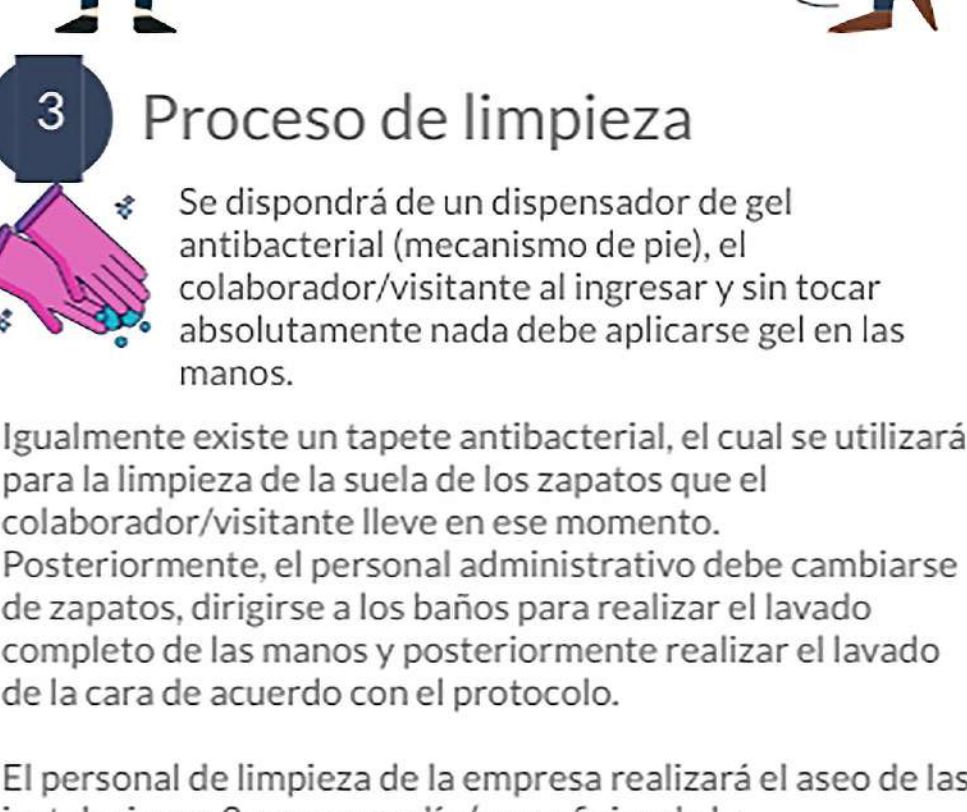 3
Proceso de limpieza
Se dispondrá de un dispensador de gel
antibacterial (mecanismo de pie), el
colaborador/visitante al ingresar y sin tocar
absolutamente nada debe aplicarse gel en las
manos.
Igualmente existe un tapete antibacterial, el cual se utilizará
para la limpieza de la suela de los zapatos que el
colaborador/visitante lleve en ese momento.
Posteriormente, el personal administrativo debe cambiarse
de zapatos, dirigirse a los baños para realizar el lavado
completo de las manos y posteriormente realizar el lavado
de la cara de acuerdo con el protocolo.
El personal de limpieza de la empresa realizará el aseo de las